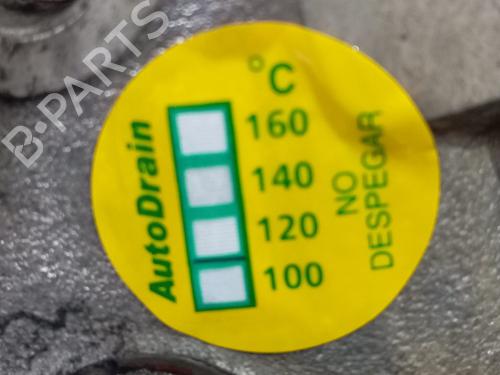 B-PARTS
AutoDrain
°C
160
140
120
100
NO
DESPEGAR